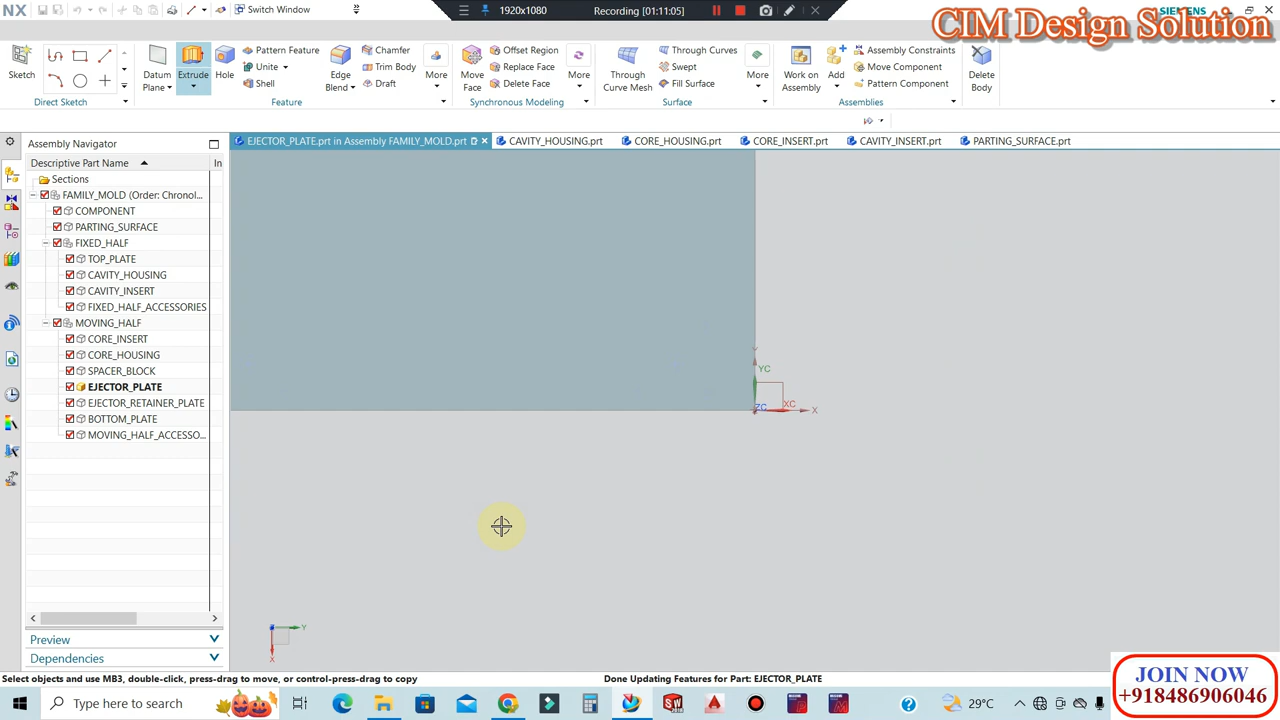 NX
Switch Window
1920x1080
Recording [01:11:05]
SIEMENS
CIM Design Solution
Sketch
Direct Sketch
Datum Plane
Extrude
Hole
Pattern Feature
Unite
Shell
Edge Blend
Chamfer
Trim Body
Draft
More
Feature
Move Face
Offset Region
Replace Face
Delete Face
More
Synchronous Modeling
Through Curve Mesh
Through Curves
Swept
Fill Surface
More
Surface
Work on Assembly
Add
Assembly Constraints
Move Component
Pattern Component
Assemblies
Delete Body
Assembly Navigator
EJECTOR_PLATE.prt in Assembly FAMILY_MOLD.prt
CAVITY_HOUSING.prt
CORE_HOUSING.prt
CORE_INSERT.prt
CAVITY_INSERT.prt
PARTING_SURFACE.prt
Descriptive Part Name
In
Sections
FAMILY_MOLD (Order: Chronol...
COMPONENT
PARTING_SURFACE
FIXED_HALF
TOP_PLATE
CAVITY_HOUSING
CAVITY_INSERT
FIXED_HALF_ACCESSORIES
MOVING_HALF
CORE_INSERT
CORE_HOUSING
SPACER_BLOCK
EJECTOR_PLATE
EJECTOR_RETAINER_PLATE
BOTTOM_PLATE
MOVING_HALF_ACCESSO...
Y
YC
ZC
XC
X
Y
X
Preview
Dependencies
Select objects and use MB3, double-click, press-drag to move, or control-press-drag to copy
Done Updating Features for Part: EJECTOR_PLATE
JOIN NOW
+918486906046
Type here to search
29°C